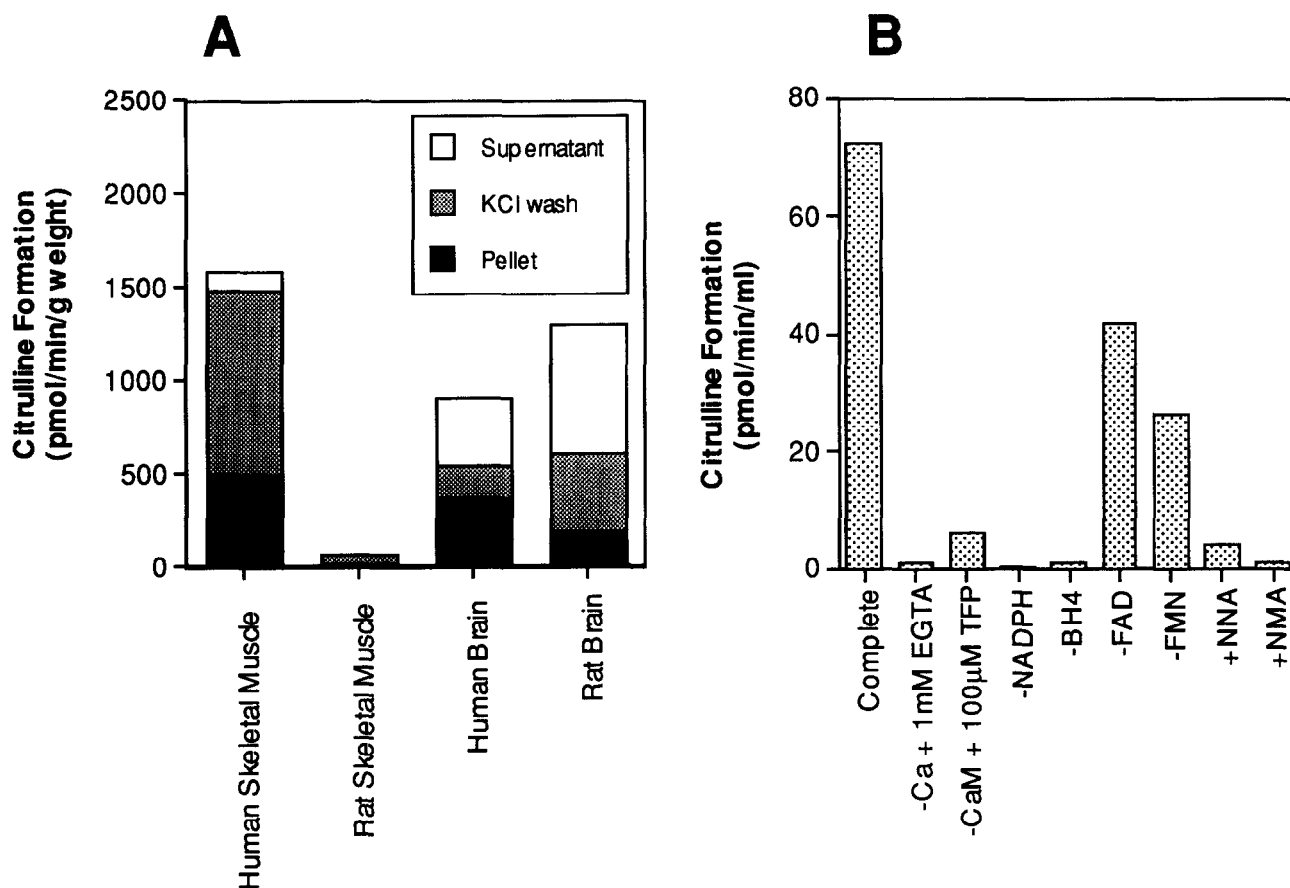 A
Citrulline Formation
(pmol/min/g weight)
2500
2000
1500
1000
500
0
Supernatant
KCl wash
Pellet
Human Skeletal Muscle
Rat Skeletal Muscle
Human Brain
Rat Brain
B
Citrulline Formation
(pmol/min/ml)
80
60
40
20
0
Complete
-Ca + 1mM EGTA
-CaM + 100µM TFP
-NADPH
-BH4
-FAD
-FMN
+NNA
+NMA